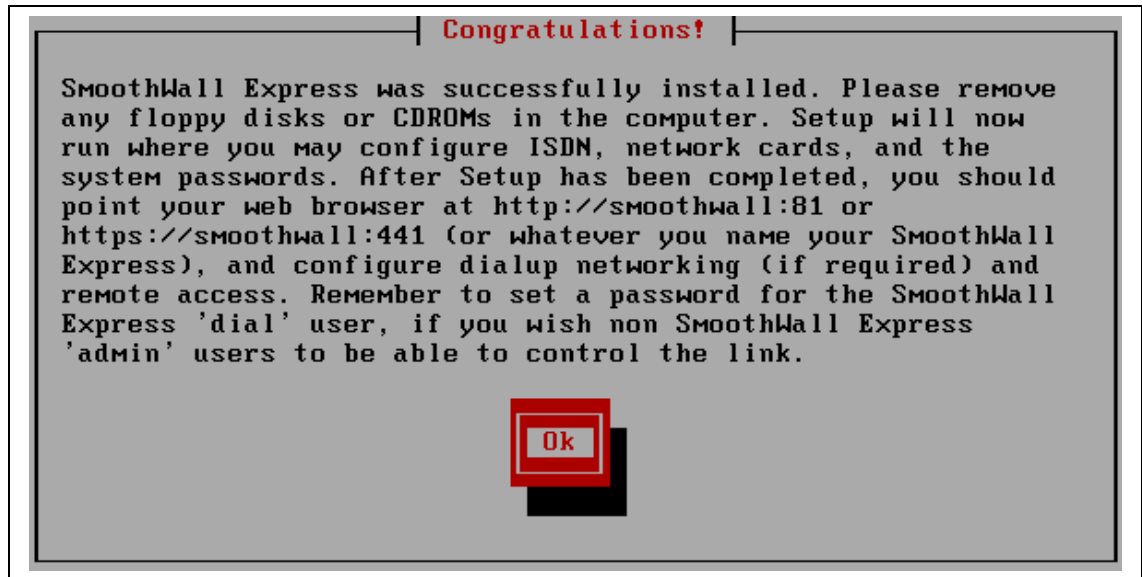 Congratulations!
SmoothWall Express was successfully installed. Please remove
any floppy disks or CDROMs in the computer. Setup will now
run where you may configure ISDN, network cards, and the
system passwords. After Setup has been completed, you should
point your web browser at http://smoothwall:81 or
https://smoothwall:441 (or whatever you name your SmoothWall
Express), and configure dialup networking (if required) and
remote access. Remember to set a password for the SmoothWall
Express 'dial' user, if you wish non SmoothWall Express
'admin' users to be able to control the link.
Ok